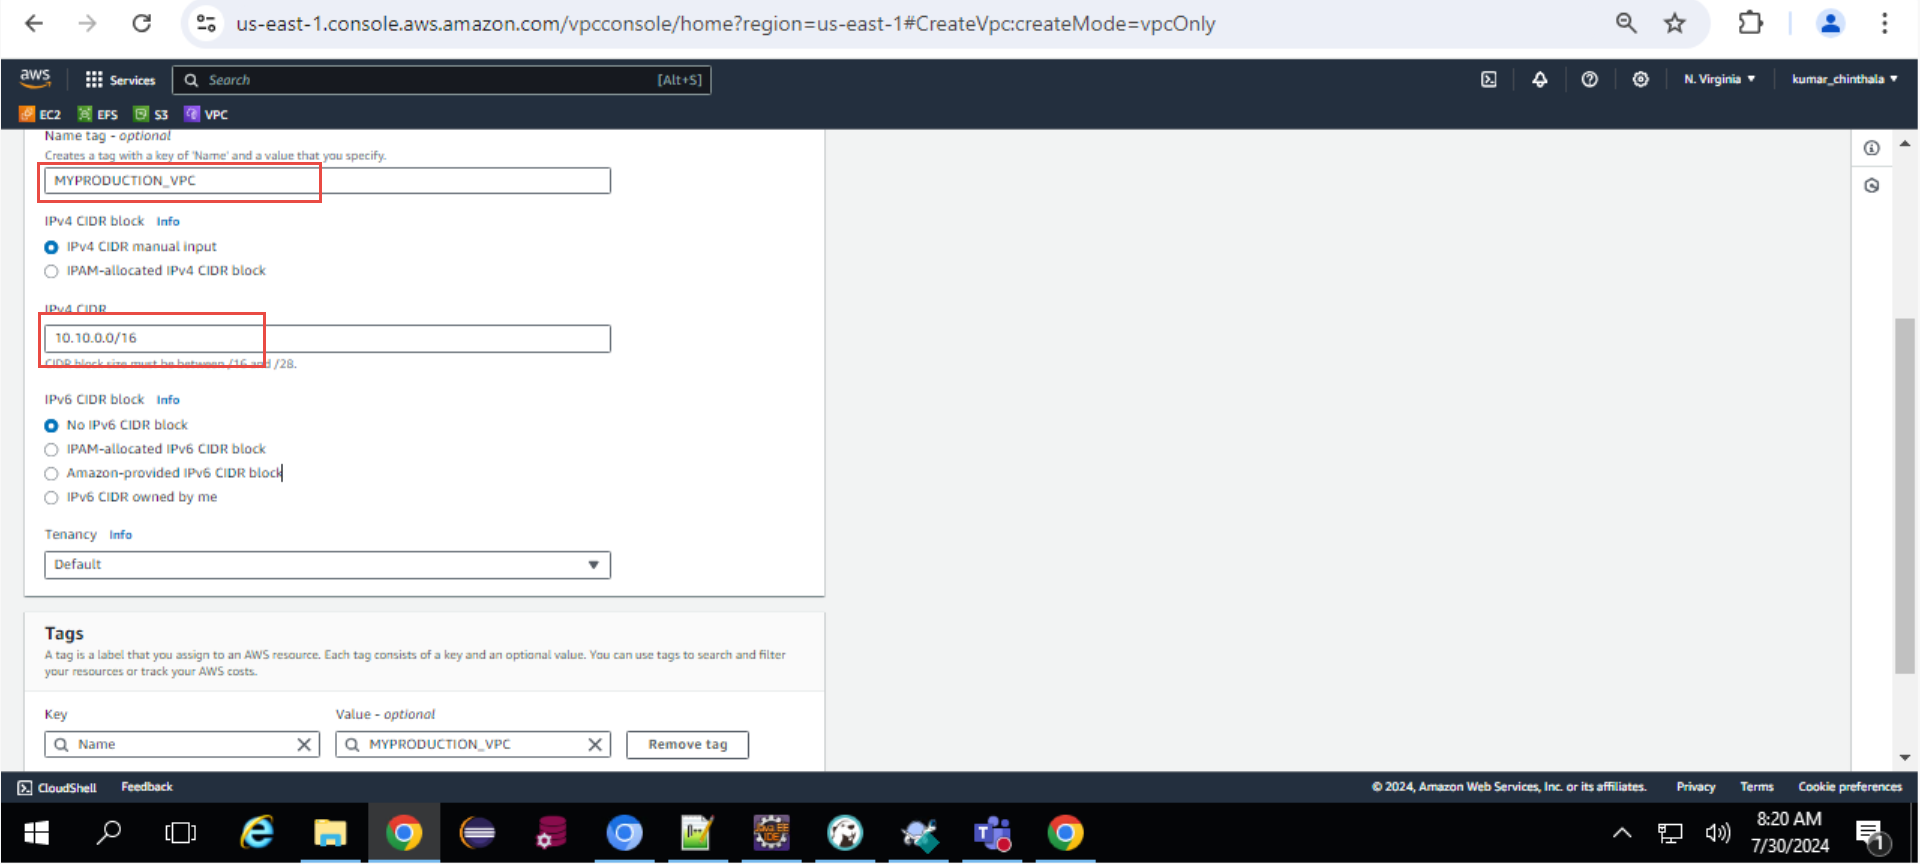 us-east-1.console.aws.amazon.com/vpcconsole/home?region=us-east-1#CreateVpc:createMode=vpcOnly
aws Services Search [Alt+S] N. Virginia kumar_chinthala
EC2 EFS S3 VPC
Name tag - optional
Creates a tag with a key of 'Name' and a value that you specify.
MYPRODUCTION_VPC
IPv4 CIDR block Info
IPv4 CIDR manual input
IPAM-allocated IPv4 CIDR block
IPv4 CIDR
10.10.0.0/16
CIDR block size must be between /16 and /28.
IPv6 CIDR block Info
No IPv6 CIDR block
IPAM-allocated IPv6 CIDR block
Amazon-provided IPv6 CIDR block
IPv6 CIDR owned by me
Tenancy Info
Default
Tags
A tag is a label that you assign to an AWS resource. Each tag consists of a key and an optional value. You can use tags to search and filter
your resources or track your AWS costs.
Key Value - optional
Name MYPRODUCTION_VPC Remove tag
CloudShell Feedback © 2024, Amazon Web Services, Inc. or its affiliates. Privacy Terms Cookie preferences
8:20 AM
7/30/2024
1